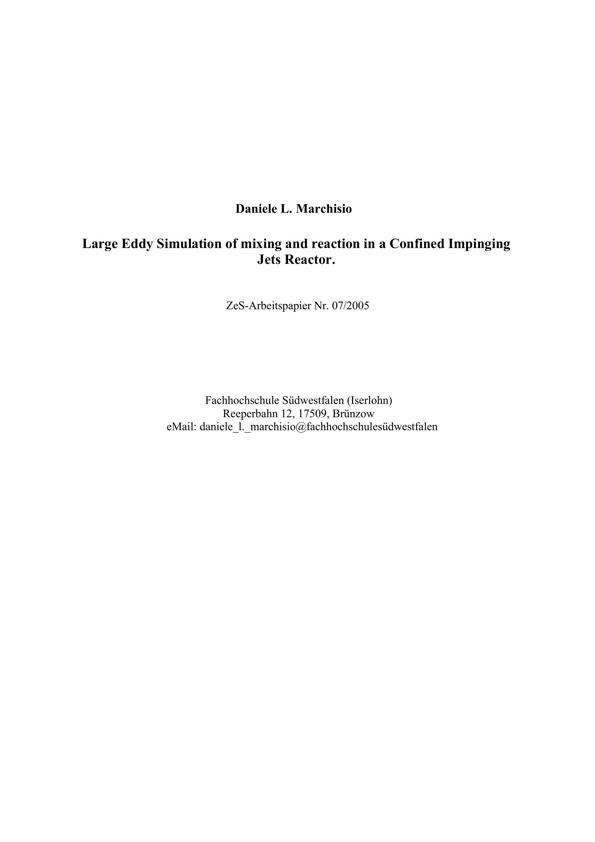 Daniele L. Marchisio
Large Eddy Simulation of mixing and reaction in a Confined Impinging
Jets Reactor.
ZeS-Arbeitspapier Nr. 07/2005
Fachhochschule Südwestfalen (Iserlohn)
Reeperbahn 12, 17509, Brünzow
eMail: daniele_l._marchisio@fachhochschulesüdwestfalen